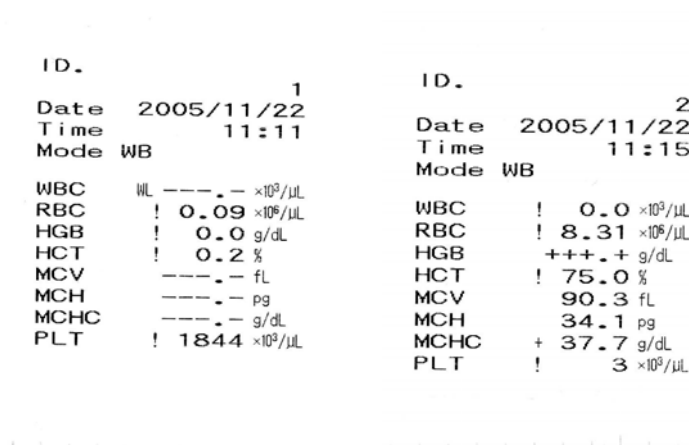 ID.
1
Date 2005/11/22
Time 11:11
Mode WB
WBC WL ---.- ×10³/µL
RBC ! 0.09 ×10⁶/µL
HGB ! 0.0 g/dL
HCT ! 0.2 %
MCV ---.- fL
MCH ---.- pg
MCHC ---.- g/dL
PLT ! 1844 ×10³/µL
ID.
2
Date 2005/11/22
Time 11:15
Mode WB
WBC ! 0.0 ×10³/µL
RBC ! 8.31 ×10⁶/µL
HGB +++.+ g/dL
HCT ! 75.0 %
MCV 90.3 fL
MCH 34.1 pg
MCHC + 37.7 g/dL
PLT ! 3 ×10³/µL